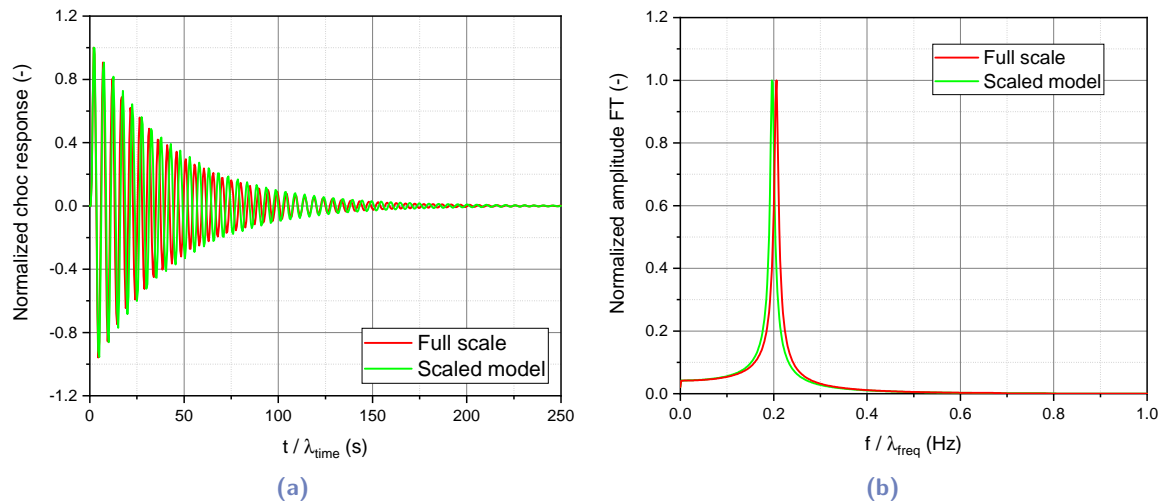 1.2
0.8
0.4
0.0
-0.4
-0.8
-1.2
Normalized choc response (-)
Full scale
Scaled model
0 50 100 150 200 250
t / λtime (s)
(a)
1.2
1.0
0.8
0.6
0.4
0.2
0.0
Normalized amplitude FT (-)
Full scale
Scaled model
0.0 0.2 0.4 0.6 0.8 1.0
f / λfreq (Hz)
(b)